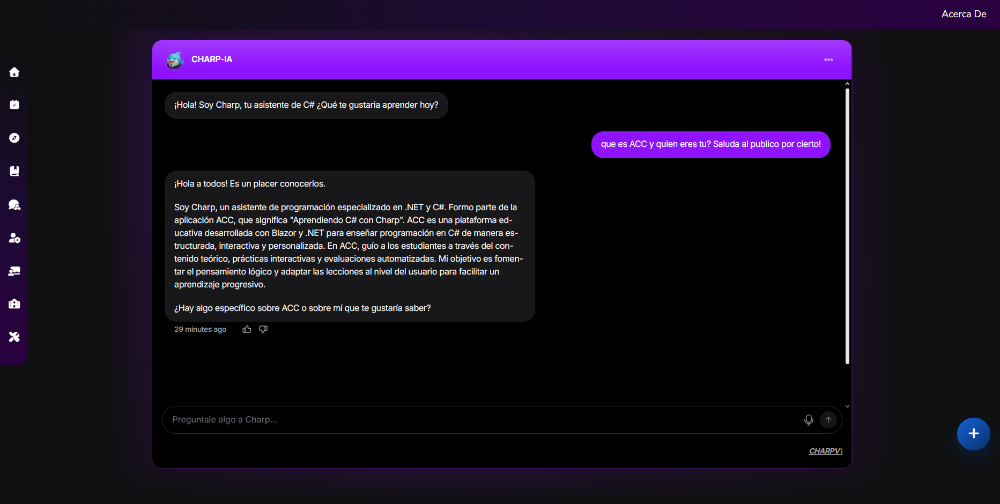 Acerca De
CHARP-IA
¡Hola! Soy Charp, tu asistente de C# ¿Qué te gustaria aprender hoy?
que es ACC y quien eres tu? Saluda al publico por cierto!
¡Hola a todos! Es un placer conocerlos.
Soy Charp, un asistente de programación especializado en .NET y C#. Formo parte de la
aplicación ACC, que significa "Aprendiendo C# con Charp". ACC es una plataforma ed-
ucativa desarrollada con Blazor y .NET para enseñar programación en C# de manera es-
tructurada, interactiva y personalizada. En ACC, guío a los estudiantes a través del con-
tenido teórico, prácticas interactivas y evaluaciones automatizadas. Mi objetivo es fomen-
tar el pensamiento lógico y adaptar las lecciones al nivel del usuario para facilitar un
aprendizaje progresivo.
¿Hay algo específico sobre ACC o sobre mí que te gustaría saber?
29 minutes ago
Preguntale algo a Charp...
CHARPV1